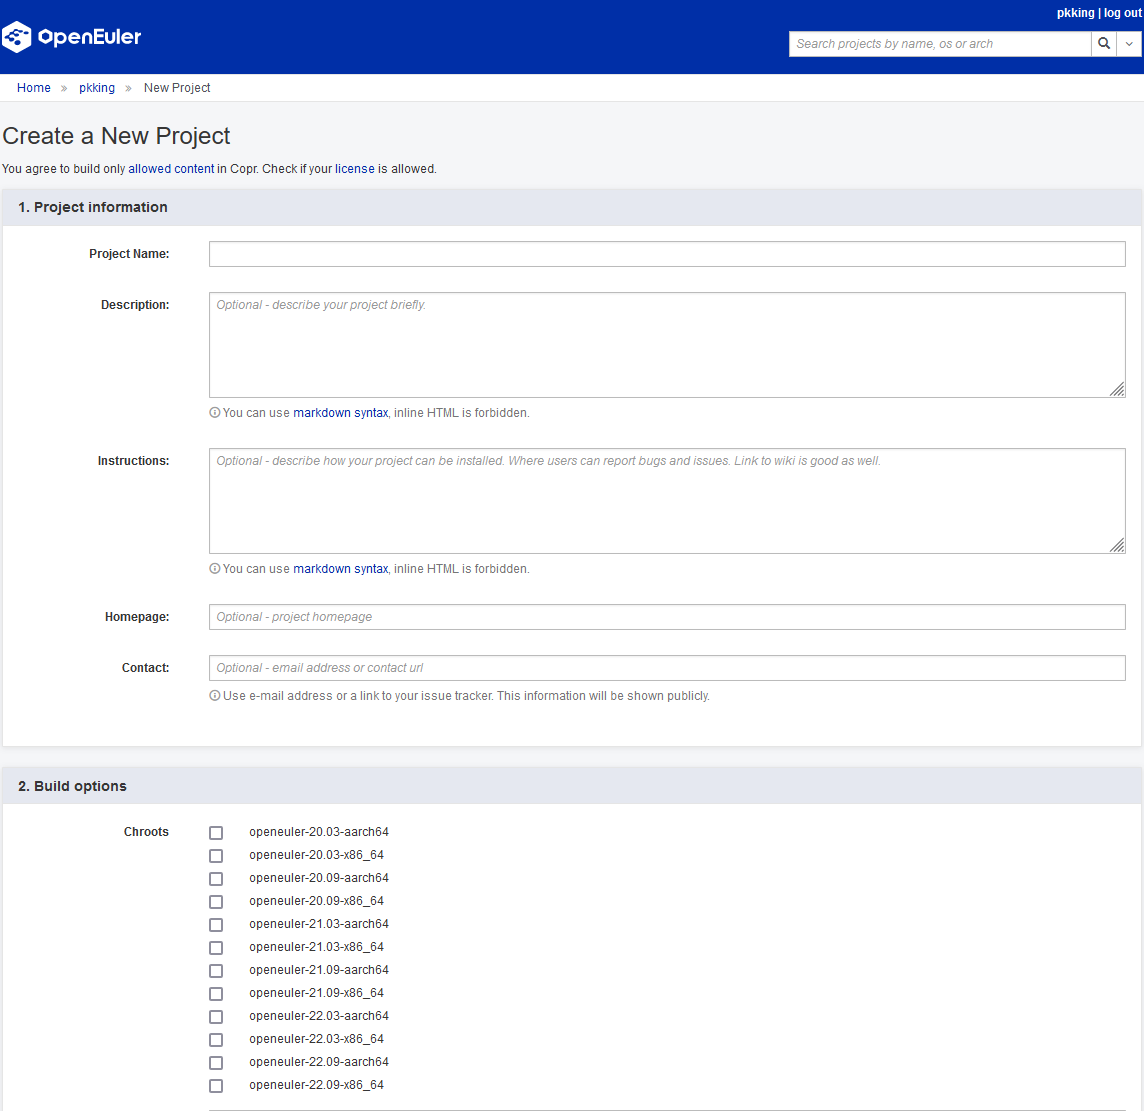 pkking | log out
OpenEuler
Search projects by name, os or arch
Home » pkking » New Project
Create a New Project
You agree to build only allowed content in Copr. Check if your license is allowed.
1. Project information
Project Name:
Description:
Optional - describe your project briefly.
You can use markdown syntax, inline HTML is forbidden.
Instructions:
Optional - describe how your project can be installed. Where users can report bugs and issues. Link to wiki is good as well.
You can use markdown syntax, inline HTML is forbidden.
Homepage:
Optional - project homepage
Contact:
Optional - email address or contact url
Use e-mail address or a link to your issue tracker. This information will be shown publicly.
2. Build options
Chroots
openeuler-20.03-aarch64
openeuler-20.03-x86_64
openeuler-20.09-aarch64
openeuler-20.09-x86_64
openeuler-21.03-aarch64
openeuler-21.03-x86_64
openeuler-21.09-aarch64
openeuler-21.09-x86_64
openeuler-22.03-aarch64
openeuler-22.03-x86_64
openeuler-22.09-aarch64
openeuler-22.09-x86_64